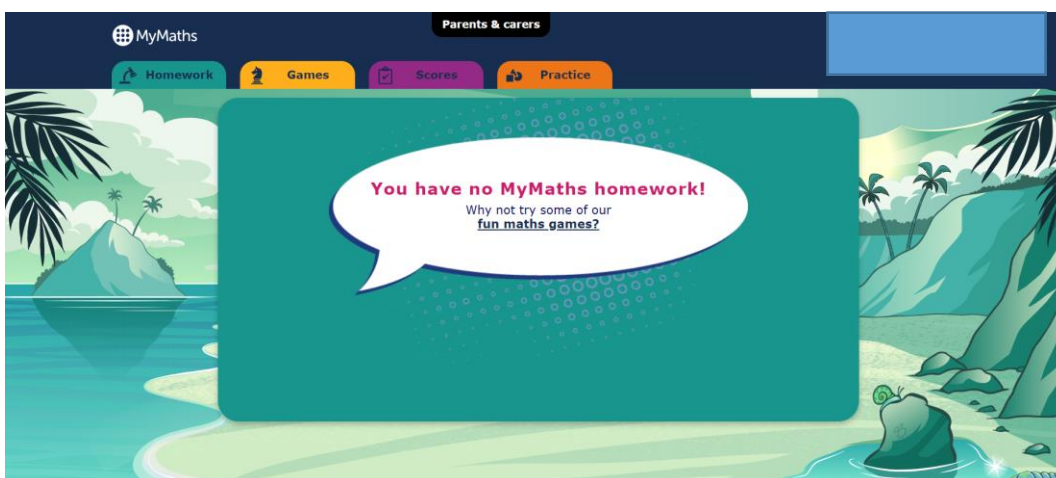 Parents & carers
MyMaths
Homework
Games
Scores
Practice
You have no MyMaths homework!
Why not try some of our
fun maths games?